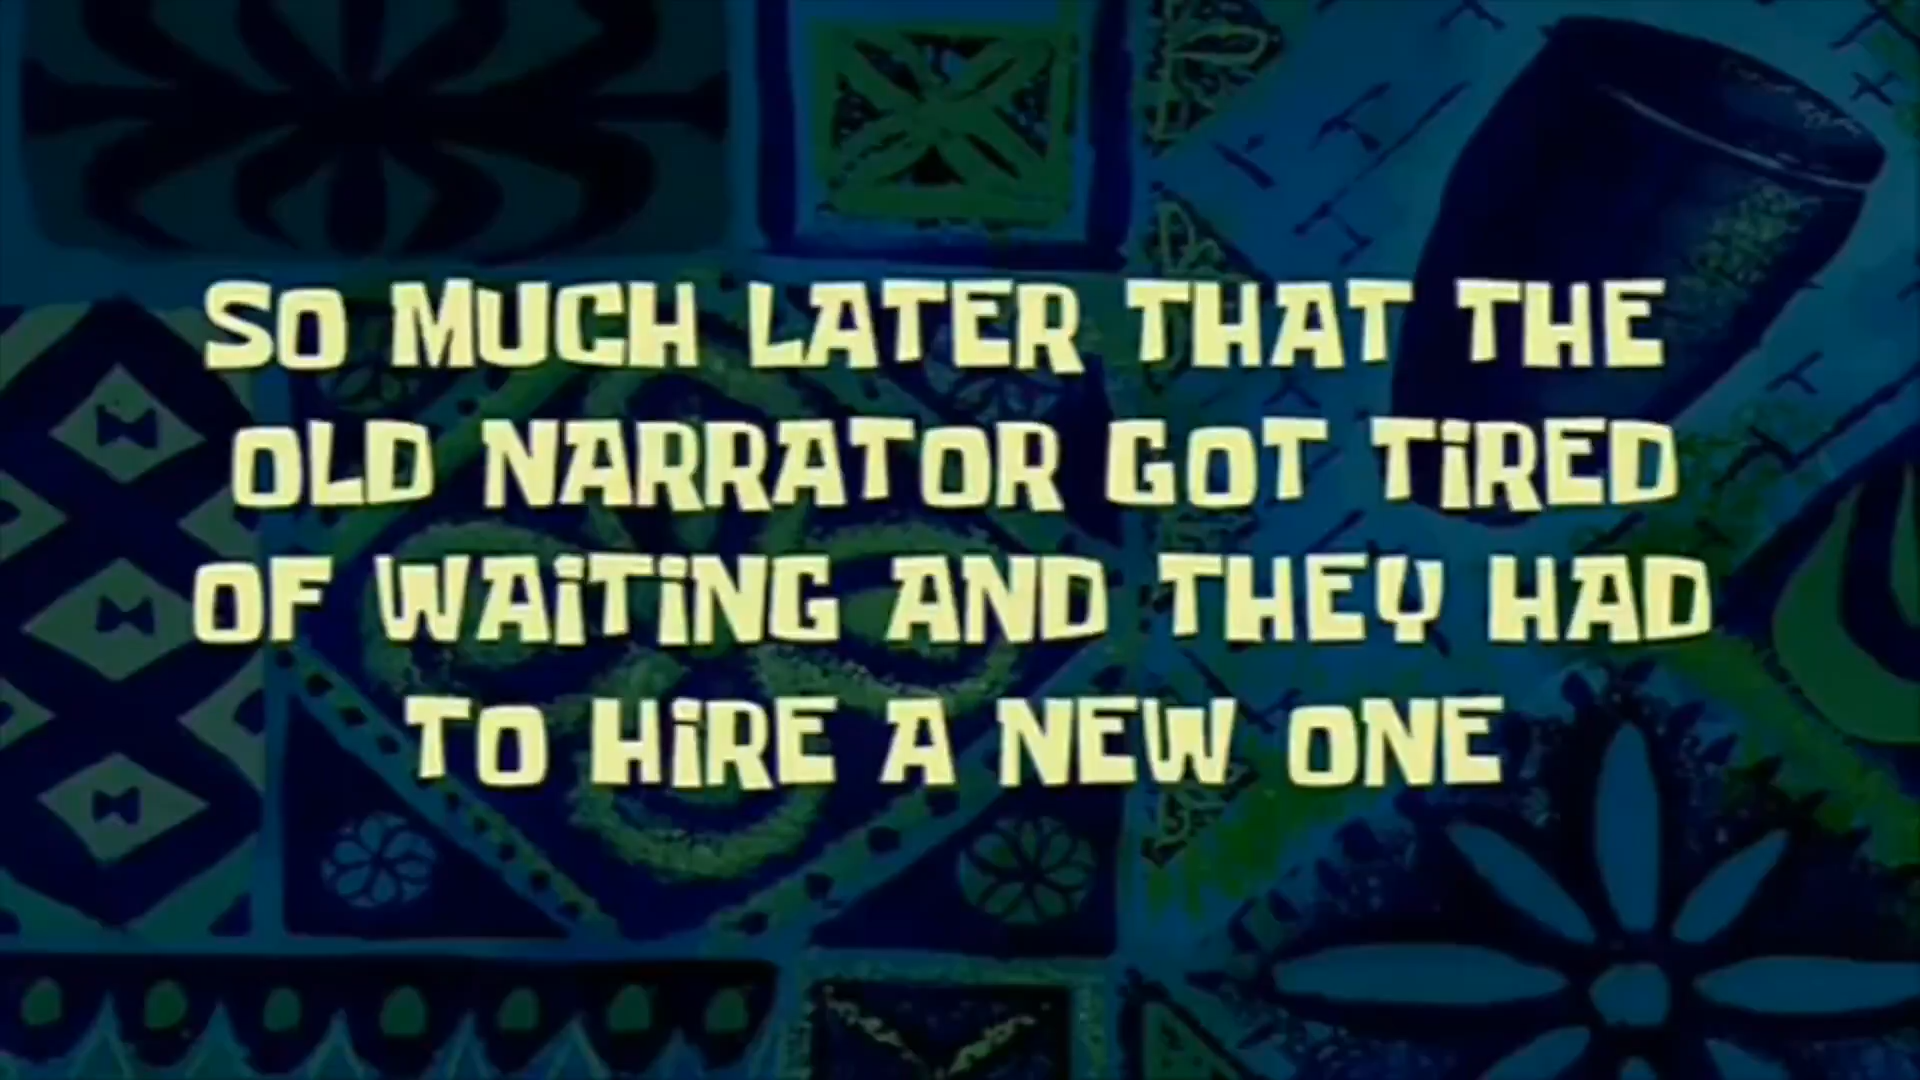 SO MUCH LATER THAT THE
OLD NARRATOR GOT TiRED
OF WAiTiNG AND THEY HAD
TO HiRE A NEW ONE